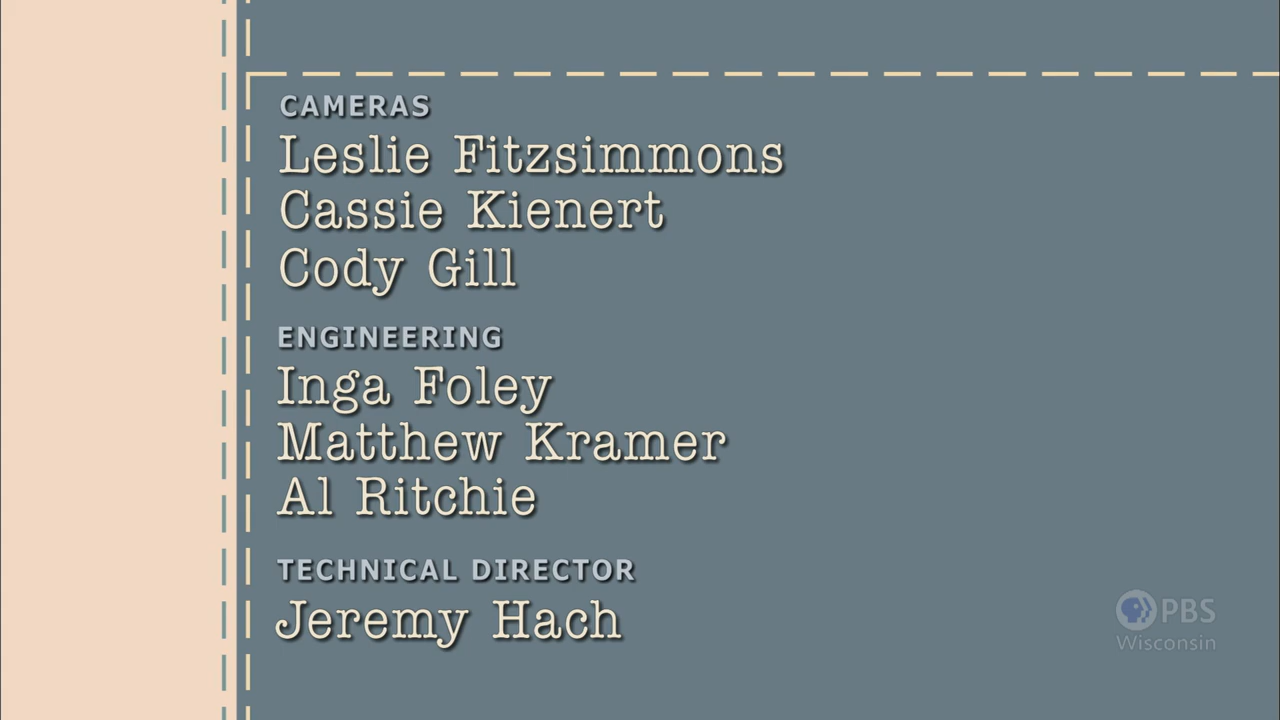 CAMERAS
Leslie Fitzsimmons
Cassie Kienert
Cody Gill
ENGINEERING
Inga Foley
Matthew Kramer
Al Ritchie
TECHNICAL DIRECTOR
Jeremy Hach
PBS
Wisconsin